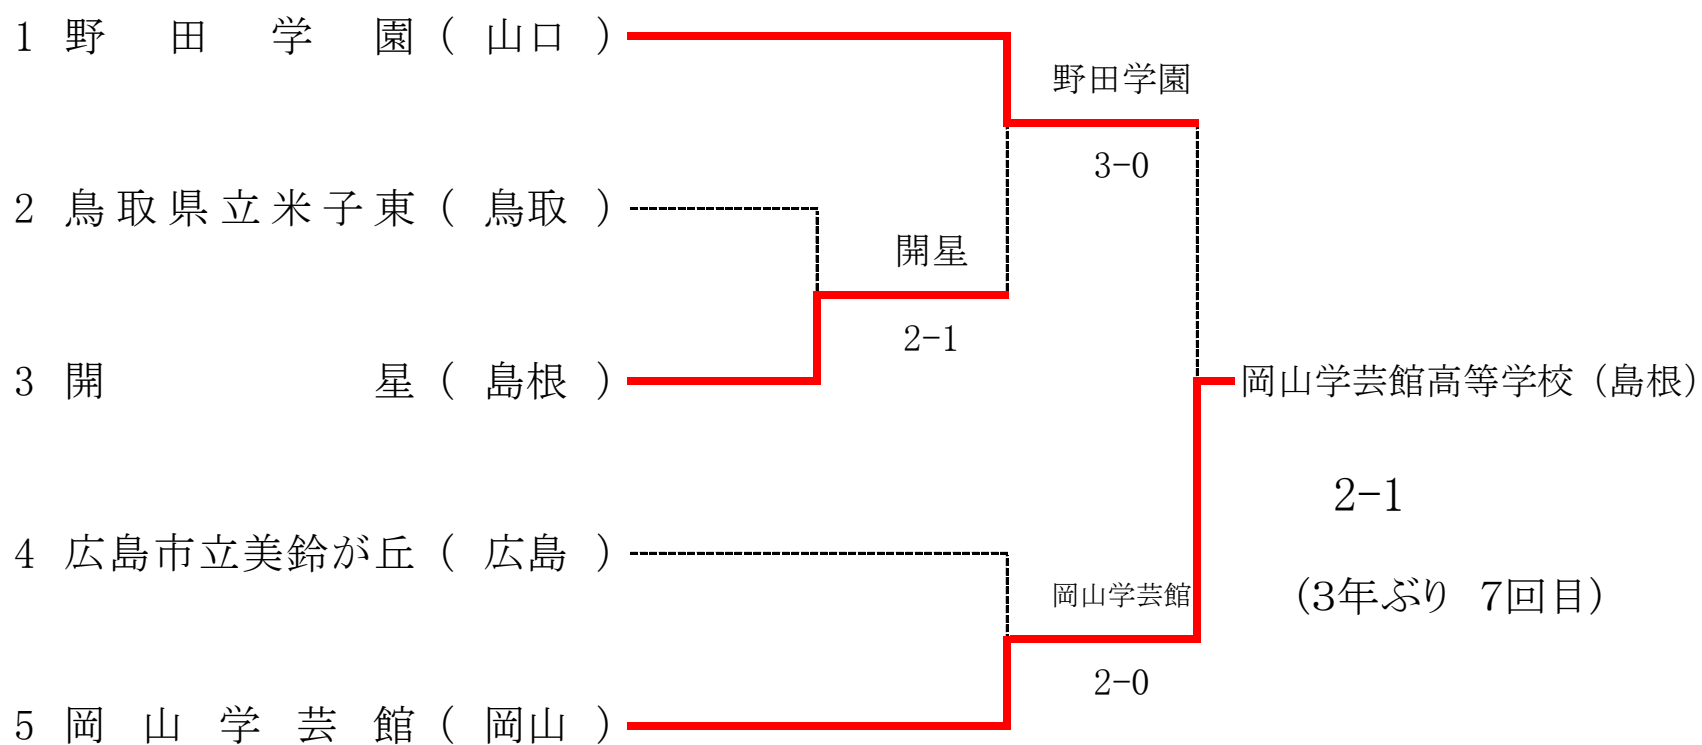 1 野田学園 ( 山口 )
野田学園
3-0
2 鳥取県立米子東 ( 鳥取 )
開星
2-1
3 開星 ( 島根 )
岡山学芸館高等学校 (島根)
2-1
4 広島市立美鈴が丘 ( 広島 )
岡山学芸館
(3年ぶり 7回目)
2-0
5 岡山学芸館 ( 岡山 )